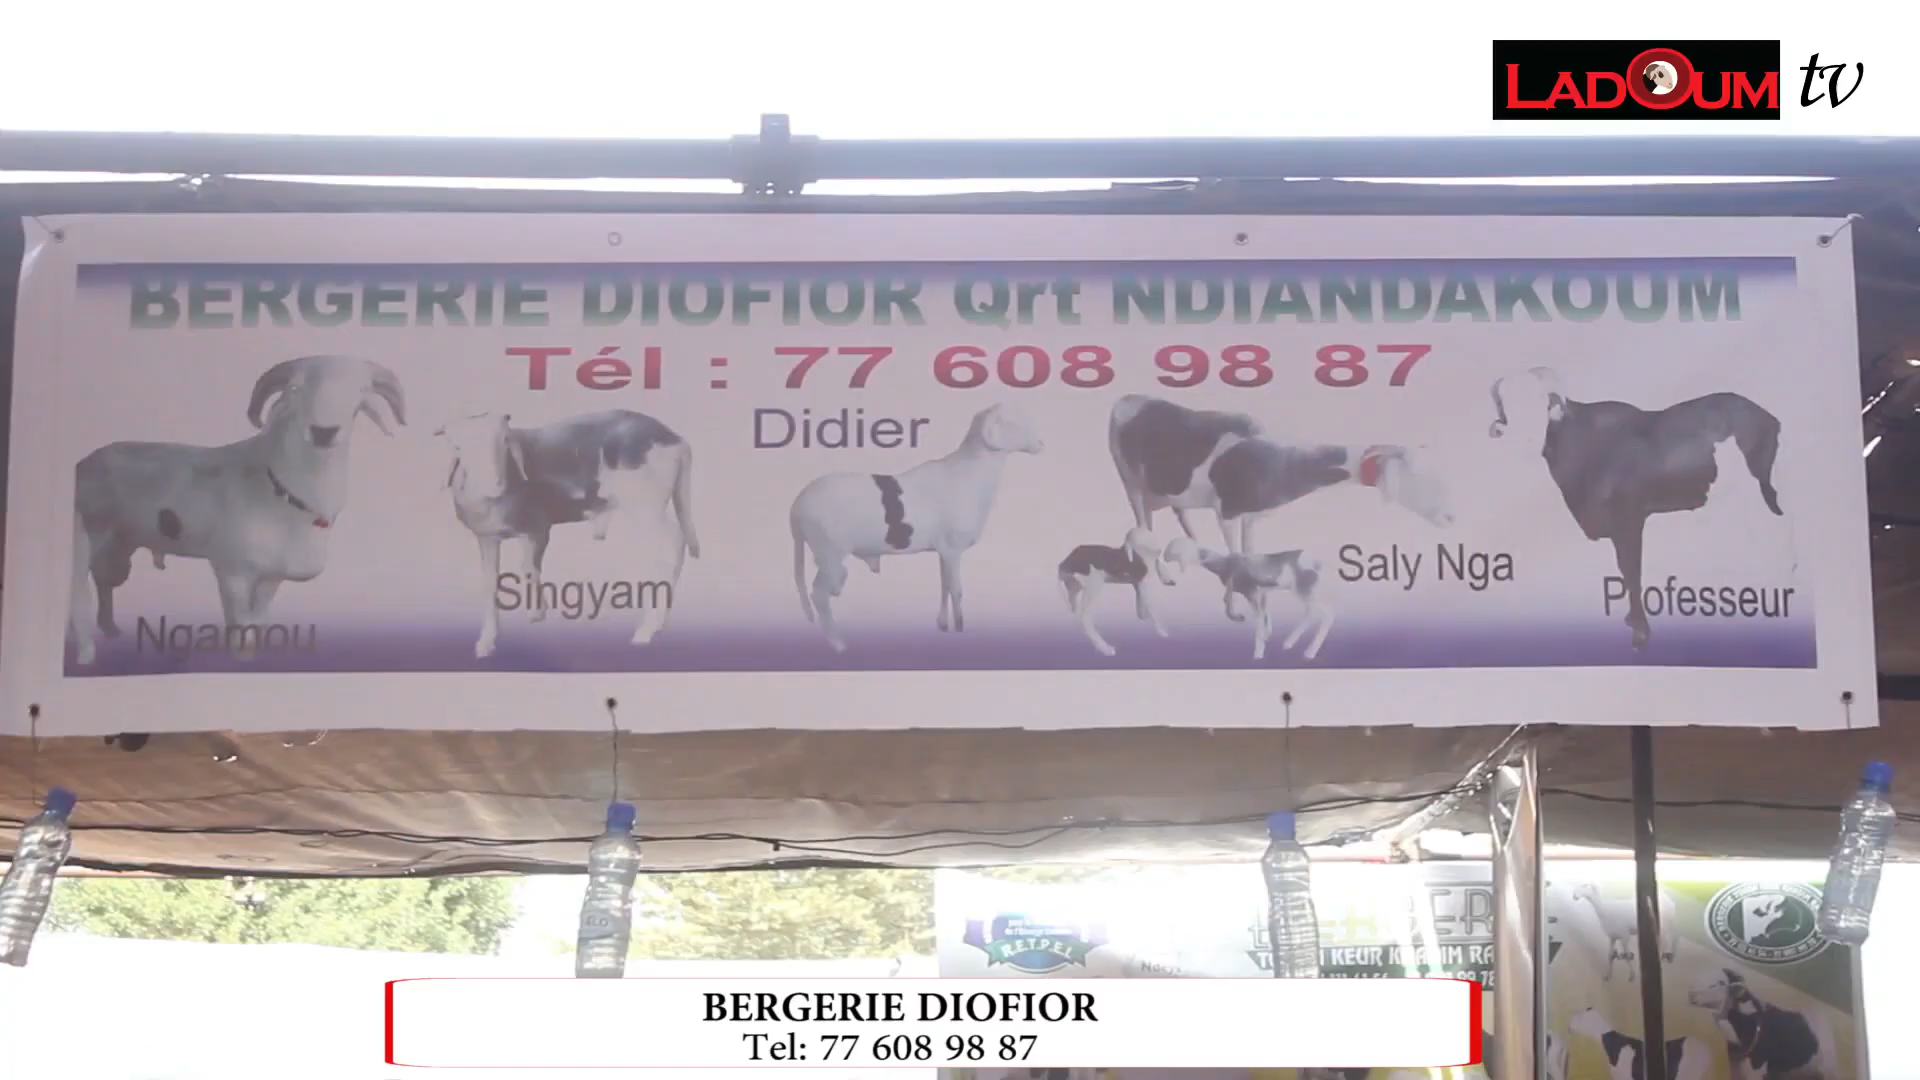 LADOUM tv
BERGERIE DIOFIOR Qrt NDIANDAKOUM
Tél : 77 608 98 87
Didier
Saly Nga
Singyam
Professeur
Ngamou
R.E.T.P.E.L
KEUR
BERGERIE DIOFIOR
Tel: 77 608 98 87